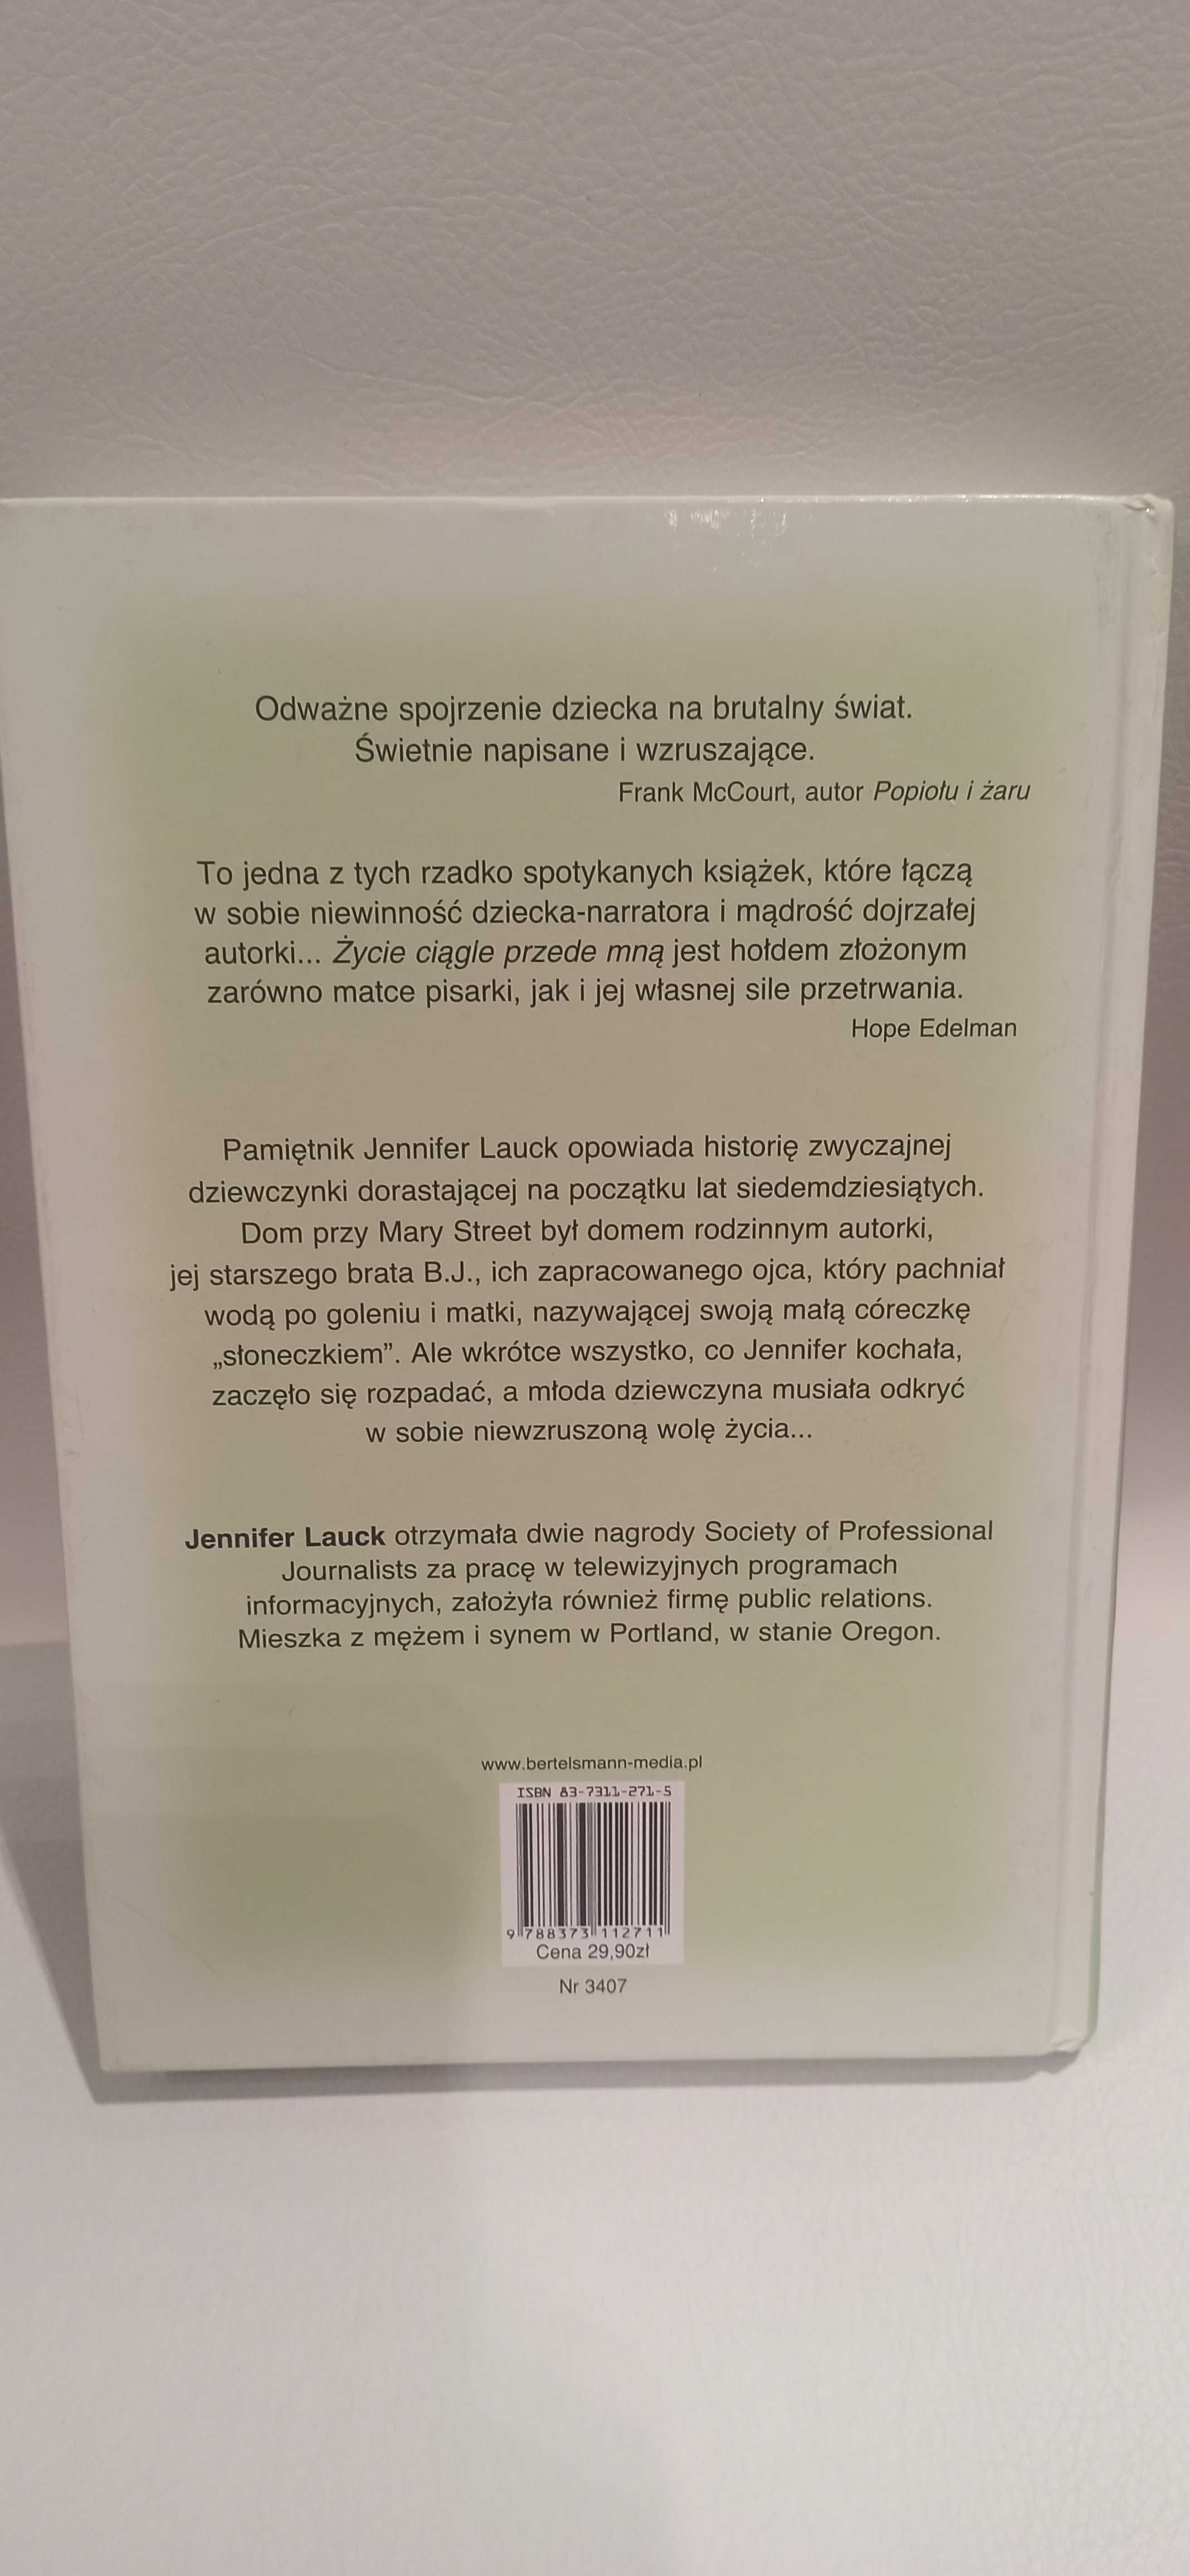 Odważne spojrzenie dziecka na brutalny świat.
Świetnie napisane i wzruszające.
Frank McCourt, autor Popiołu i żaru
To jedna z tych rzadko spotykanych książek, które łączą
w sobie niewinność dziecka-narratora i mądrość dojrzałej
autorki... Życie ciągle przede mną jest hołdem złożonym
zarówno matce pisarki, jak i jej własnej sile przetrwania.
Hope Edelman
Pamiętnik Jennifer Lauck opowiada historię zwyczajnej
dziewczynki dorastającej na początku lat siedemdziesiątych.
Dom przy Mary Street był domem rodzinnym autorki,
jej starszego brata B.J., ich zapracowanego ojca, który pachniał
wodą po goleniu i matki, nazywającej swoją małą córeczkę
„słoneczkiem”. Ale wkrótce wszystko, co Jennifer kochała,
zaczęło się rozpadać, a młoda dziewczyna musiała odkryć
w sobie niewzruszoną wolę życia...
Jennifer Lauck otrzymała dwie nagrody Society of Professional
Journalists za pracę w telewizyjnych programach
informacyjnych, założyła również firmę public relations.
Mieszka z mężem i synem w Portland, w stanie Oregon.
www.bertelsmann-media.pl
ISBN 83-7311-271-5
9 788373 112711
Cena 29,90zł
Nr 3407